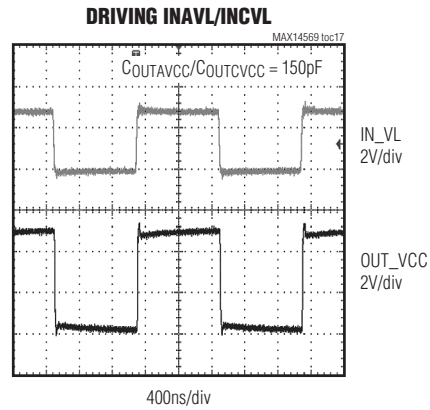 DRIVING INAVL/INCVL
MAX14569 toc17
COUTAVCC/COUTCVCC = 150pF
IN_VL
2V/div
OUT_VCC
2V/div
400ns/div